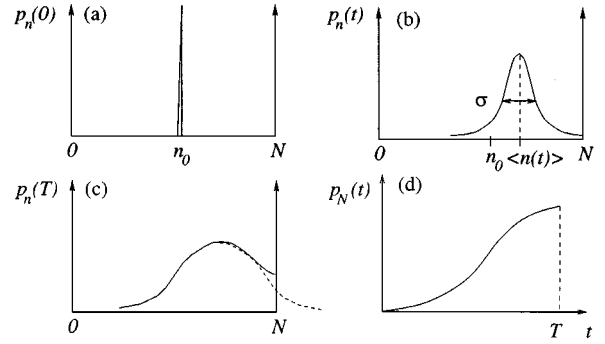 p_n(0) (a)
0 n_0 N
p_n(t) (b)
σ
0 n_0 <n(t)> N
p_n(T) (c)
0 N
p_N(t) (d)
T t